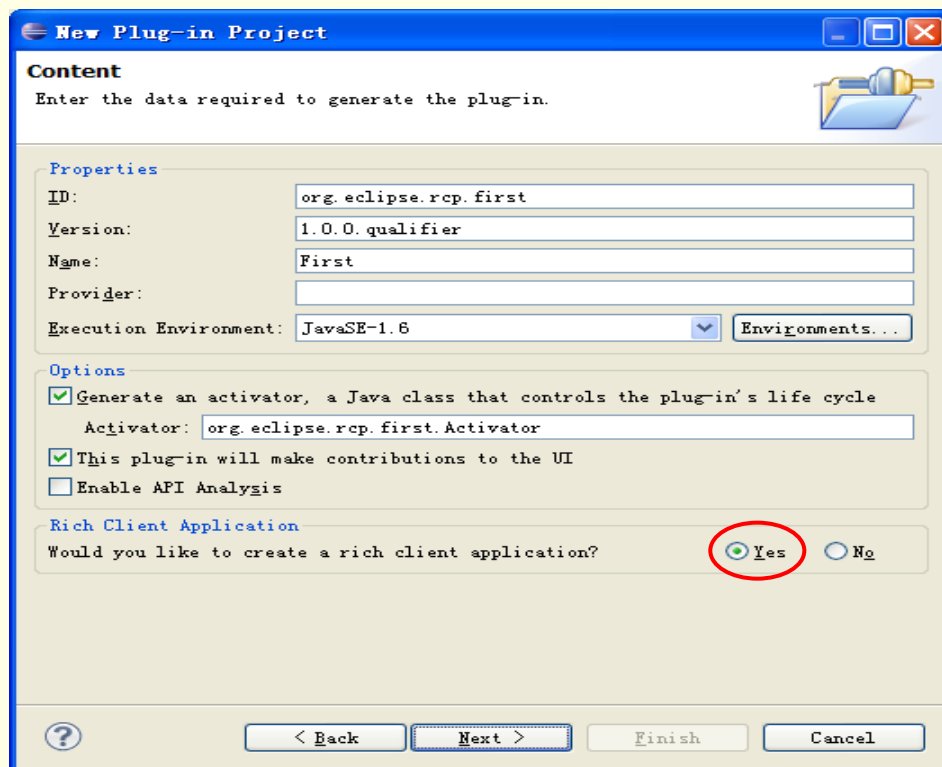 New Plug-in Project
Content
Enter the data required to generate the plug-in.
Properties
ID: org.eclipse.rcp.first
Version: 1.0.0.qualifier
Name: First
Provider:
Execution Environment: JavaSE-1.6 Environments...
Options
Generate an activator, a Java class that controls the plug-in's life cycle
Activator: org.eclipse.rcp.first.Activator
This plug-in will make contributions to the UI
Enable API Analysis
Rich Client Application
Would you like to create a rich client application? Yes No
? < Back Next > Finish Cancel